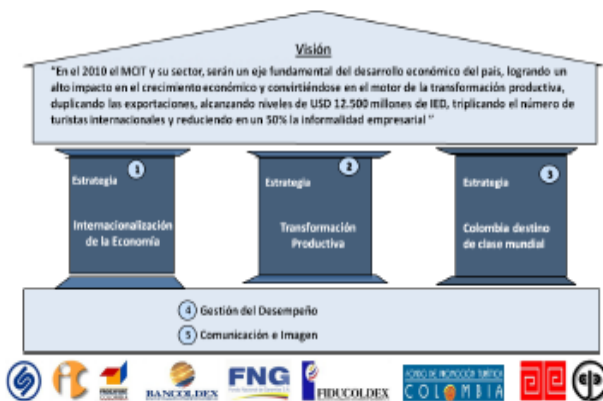 Visión
"En el 2010 el MCIT y su sector, serán un eje fundamental del desarrollo económico del país, logrando un
alto impacto en el crecimiento económico y convirtiéndose en el motor de la transformación productiva,
duplicando las exportaciones, alcanzando niveles de USD 12.500 millones de IED, triplicando el número de
turistas internacionales y reduciendo en un 50% la informalidad empresarial "
1
Estrategia
Internacionalización
de la Economía
2
Estrategia
Transformación
Productiva
3
Estrategia
Colombia destino
de clase mundial
4 Gestión del Desempeño
5 Comunicación e Imagen
BANCOLDEX
FNG
FIDUCOLDEX
FONDO DE PROMOCIÓN TURÍSTICA
COLOMBIA